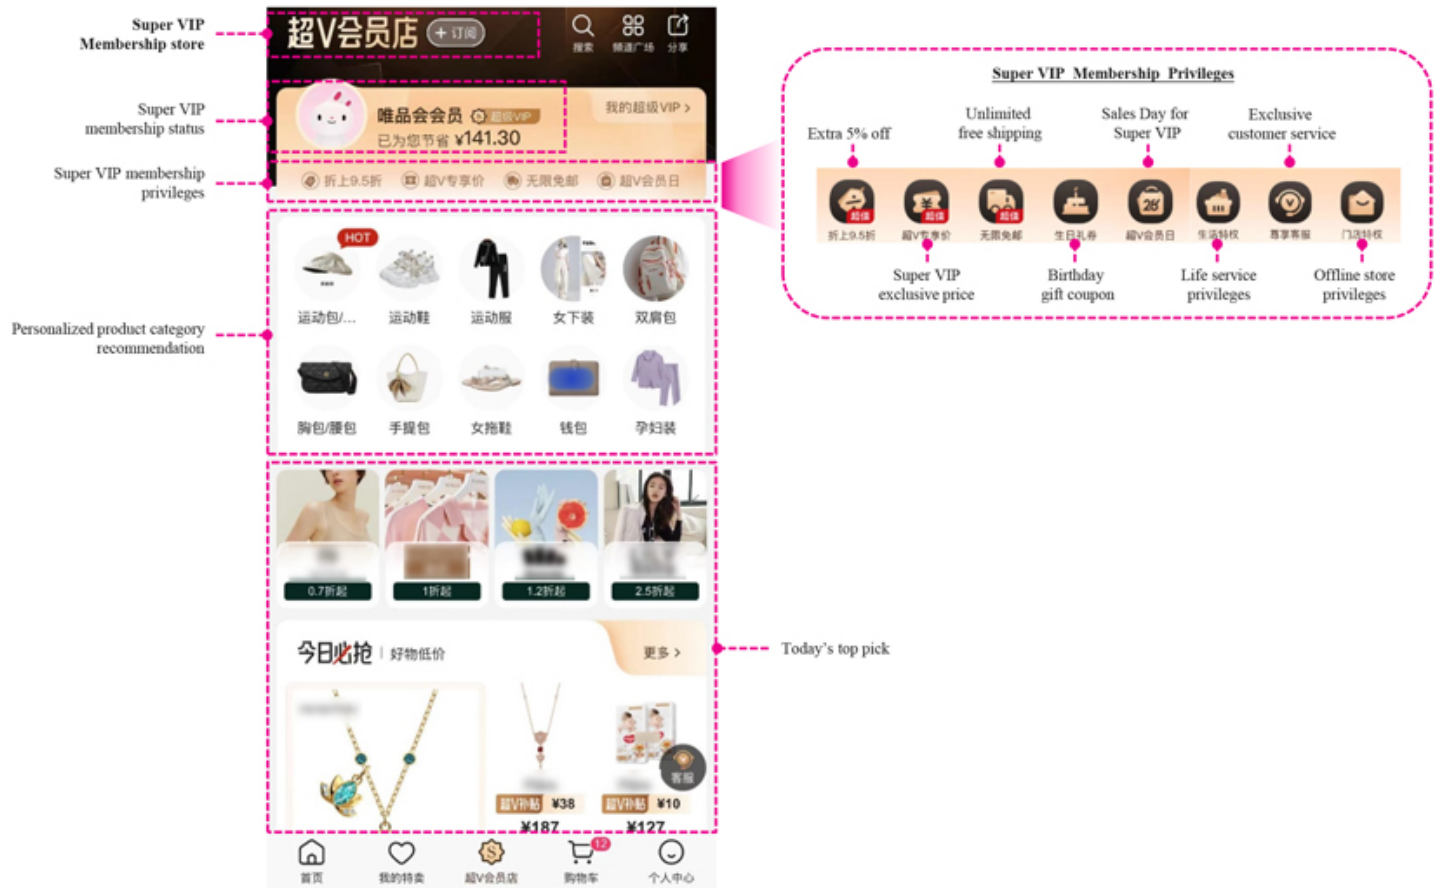 Super VIP
Membership store
超V会员店
+ 订阅
搜索
频道广场
分享
Super VIP
membership status
唯品会会员
超级VIP
我的超级VIP >
已为您节省 ¥141.30
Super VIP membership
privileges
折上9.5折
超V专享价
无限免邮
超V会员日
Super VIP Membership Privileges
Extra 5% off
Unlimited
free shipping
Sales Day for
Super VIP
Exclusive
customer service
超值
超值
超值
折上9.5折
超V专享价
无限免邮
生日礼券
超V会员日
生活特权
尊享客服
门店特权
Super VIP
exclusive price
Birthday
gift coupon
Life service
privileges
Offline store
privileges
Personalized product category
recommendation
HOT
运动包/...
运动鞋
运动服
女下装
双肩包
胸包/腰包
手提包
女拖鞋
钱包
孕妇装
0.7折起
1折起
1.2折起
2.5折起
今日必抢
好物低价
更多 >
Today's top pick
客服
超V补贴 ¥38
超V补贴 ¥10
¥187
¥127
首页
我的特卖
超V会员店
12
购物车
个人中心